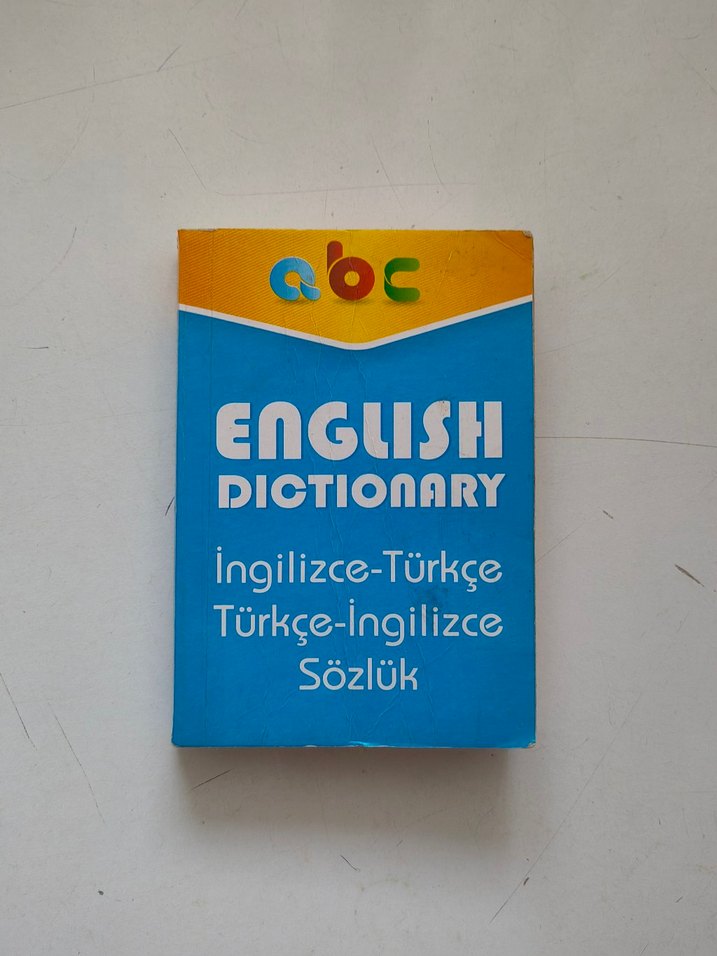 abc
ENGLISH
DICTIONARY
İngilizce-Türkçe
Türkçe-İngilizce
Sözlük